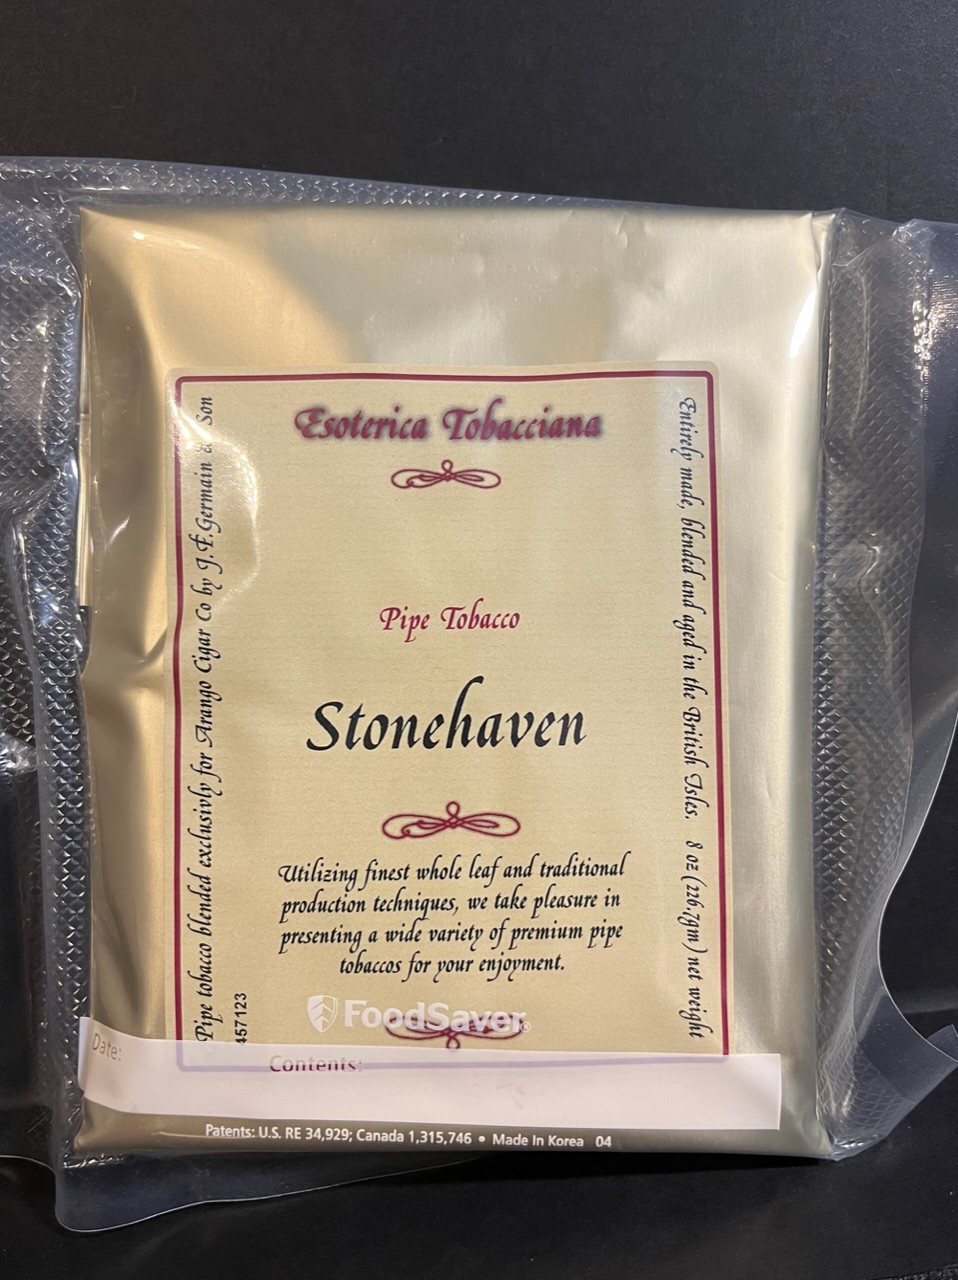 Esoterica Tobacciana
Pipe Tobacco
Stonehaven
Utilizing finest whole leaf and traditional
production techniques, we take pleasure in
presenting a wide variety of premium pipe
tobaccos for your enjoyment.
Pipe tobacco blended exclusivly for Arango Cigar Co by J.F.Germain & Son
Entirely made, blended and aged in the British Isles. 8 oz (226.7gm) net weight
457123
FoodSaver®
Date:
Contents:
Patents: U.S. RE 34,929; Canada 1,315,746 • Made In Korea 04